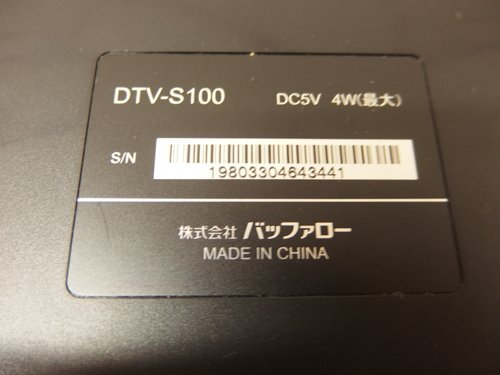 DTV-S100 DC5V 4W(最大)
S/N
19803304643441
株式会社 バッファロー
MADE IN CHINA